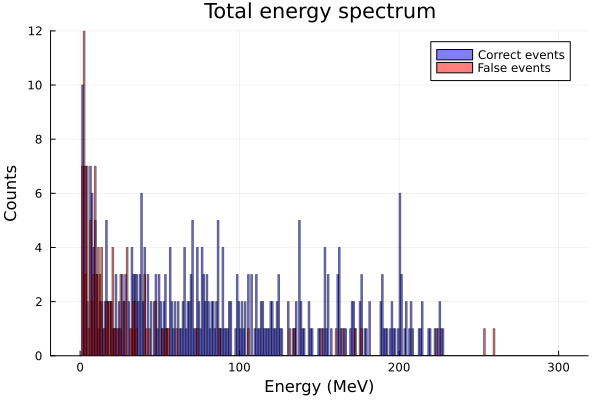 Total energy spectrum
Correct events
False events
12
10
8
6
4
2
0
Counts
0 100 200 300
Energy (MeV)